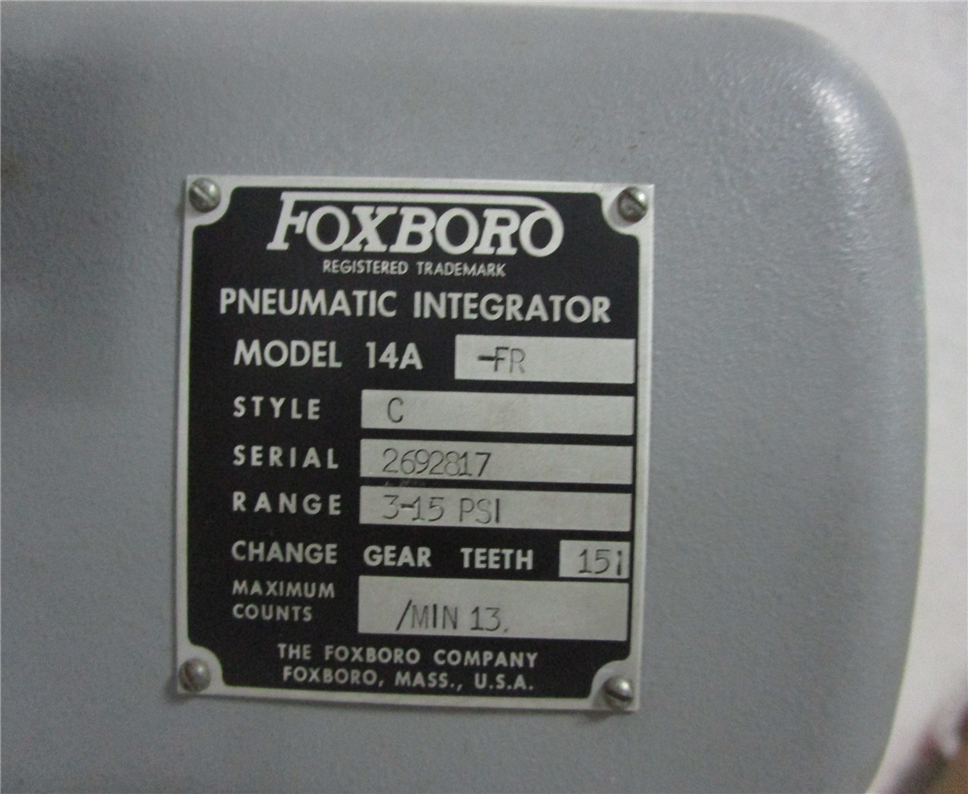 FOXBORO
REGISTERED TRADEMARK
PNEUMATIC INTEGRATOR
MODEL 14A -FR
STYLE C
SERIAL 2692817
RANGE 3-15 PSI
CHANGE GEAR TEETH 151
MAXIMUM
COUNTS /MIN 13.
THE FOXBORO COMPANY
FOXBORO, MASS., U.S.A.